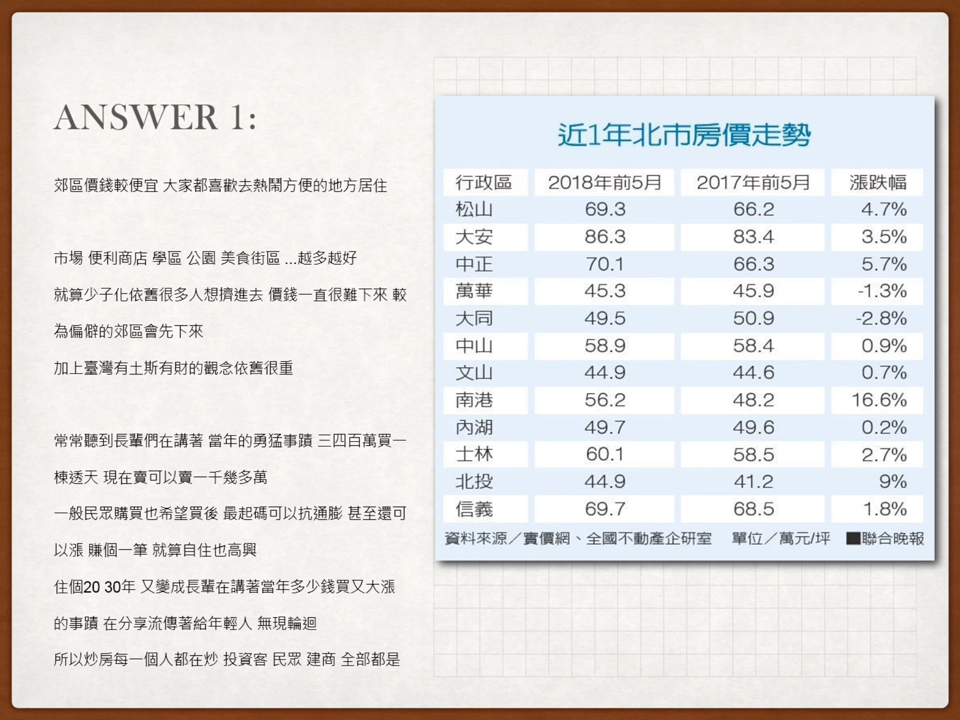 ANSWER 1:
郊區價錢較便宜 大家都喜歡去熱鬧方便的地方居住
市場 便利商店 學區 公園 美食街區 ...越多越好
就算少子化依舊很多人想擠進去 價錢一直很難下來 較
為偏僻的郊區會先下來
加上臺灣有土斯有財的觀念依舊很重
常常聽到長輩們在講著 當年的勇猛事蹟 三四百萬買一
棟透天 現在賣可以賣一千幾多萬
一般民眾購買也希望買後 最起碼可以抗通膨 甚至還可
以漲 賺個一筆 就算自住也高興
住個20 30年 又變成長輩在講著當年多少錢買又大漲
的事蹟 在分享流傳著給年輕人 無現輪迴
所以炒房每一個人都在炒 投資客 民眾 建商 全部都是
近1年北市房價走勢
行政區 2018年前5月 2017年前5月 漲跌幅
松山 69.3 66.2 4.7%
大安 86.3 83.4 3.5%
中正 70.1 66.3 5.7%
萬華 45.3 45.9 -1.3%
大同 49.5 50.9 -2.8%
中山 58.9 58.4 0.9%
文山 44.9 44.6 0.7%
南港 56.2 48.2 16.6%
內湖 49.7 49.6 0.2%
士林 60.1 58.5 2.7%
北投 44.9 41.2 9%
信義 69.7 68.5 1.8%
資料來源／實價網、全國不動產企研室 單位／萬元/坪 ■聯合晚報